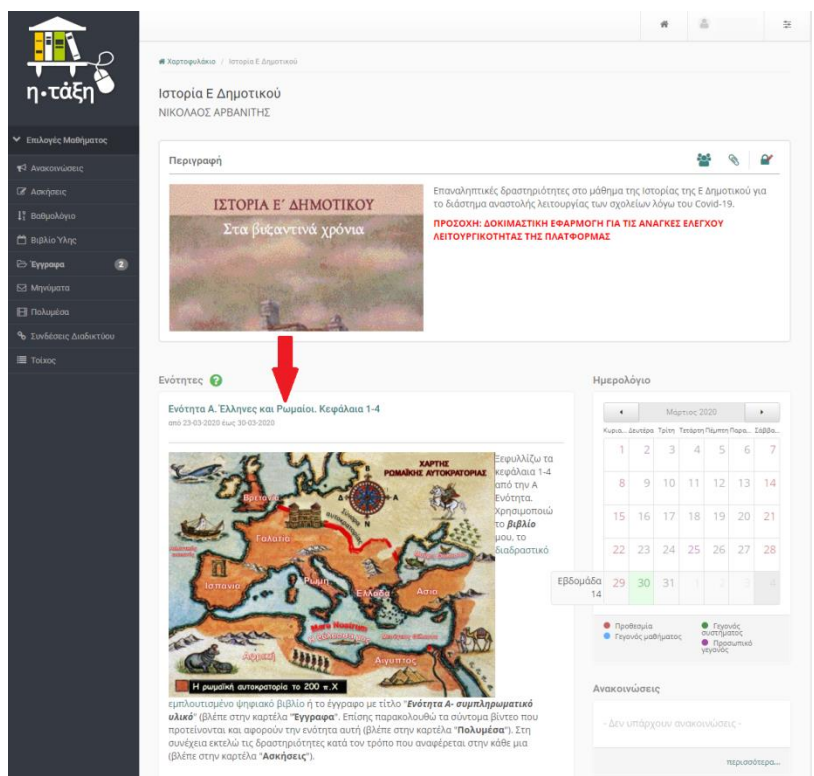 η·τάξη
Επιλογές Μαθήματος
Ανακοινώσεις
Ασκήσεις
Βαθμολόγιο
Βιβλίο Ύλης
Έγγραφα 2
Μηνύματα
Πολυμέσα
Συνδέσεις Διαδικτύου
Τοίχος
Χαρτοφυλάκιο / Ιστορία Ε Δημοτικού
Ιστορία Ε Δημοτικού
ΝΙΚΟΛΑΟΣ ΑΡΒΑΝΙΤΗΣ
Περιγραφή
ΙΣΤΟΡΙΑ Ε΄ ΔΗΜΟΤΙΚΟΥ
Στα βυζαντινά χρόνια
Επαναληπτικές δραστηριότητες στο μάθημα της Ιστορίας της Ε Δημοτικού για
το διάστημα αναστολής λειτουργίας των σχολείων λόγω του Covid-19.
ΠΡΟΣΟΧΗ: ΔΟΚΙΜΑΣΤΙΚΗ ΕΦΑΡΜΟΓΗ ΓΙΑ ΤΙΣ ΑΝΑΓΚΕΣ ΕΛΕΓΧΟΥ
ΛΕΙΤΟΥΡΓΙΚΟΤΗΤΑΣ ΤΗΣ ΠΛΑΤΦΟΡΜΑΣ
Ενότητες ?
Ενότητα Α. Έλληνες και Ρωμαίοι. Κεφάλαια 1-4
από 23-03-2020 έως 30-03-2020
ΧΑΡΤΗΣ
ΡΩΜΑΪΚΗΣ ΑΥΤΟΚΡΑΤΟΡΙΑΣ
Βρετανία
Δ
Α
Ν
Σύνορα
αυτοκρατορίας
Γαλατία
Ισπανία
Ρώμη
Ελλάδα
Ασία
Mare Nostrum
Αφρική
Αίγυπτος
Η ρωμαϊκή αυτοκρατορία το 200 π.Χ
Ξεφυλλίζω τα
κεφάλαια 1-4
από την Α
Ενότητα.
Χρησιμοποιώ
το βιβλίο
μου, το
διαδραστικό
εμπλουτισμένο ψηφιακό βιβλίο ή το έγγραφο με τίτλο "Ενότητα Α- συμπληρωματικό
υλικό" (βλέπε στην καρτέλα "Έγγραφα". Επίσης παρακολουθώ τα σύντομα βίντεο που
προτείνονται και αφορούν την ενότητα αυτή (βλέπε στην καρτέλα "Πολυμέσα"). Στη
συνέχεια εκτελώ τις δραστηριότητες κατά τον τρόπο που αναφέρεται στην κάθε μια
(βλέπε στην καρτέλα "Ασκήσεις").
Ημερολόγιο
Μάρτιος 2020
Κυρια... Δευτέρα Τρίτη Τετάρτη Πέμπτη Παρα... Σάββα...
1 2 3 4 5 6 7
8 9 10 11 12 13 14
15 16 17 18 19 20 21
22 23 24 25 26 27 28
29 30 31 1 2 3 4
Εβδομάδα
14
Προθεσμία
Γεγονός μαθήματος
Γεγονός
συστήματος
Προσωπικό
γεγονός
Ανακοινώσεις
- Δεν υπάρχουν ανακοινώσεις -
περισσότερα...